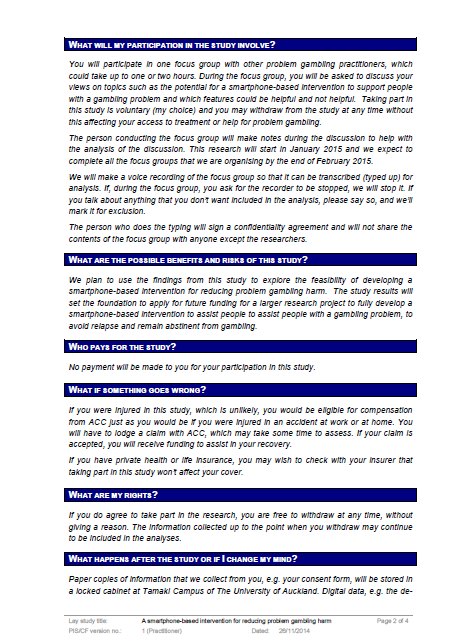 WHAT WILL MY PARTICIPATION IN THE STUDY INVOLVE?
You will participate in one focus group with other problem gambling practitioners, which
could take up to one or two hours. During the focus group, you will be asked to discuss your
views on topics such as the potential for a smartphone-based intervention to support people
with a gambling problem and which features could be helpful and not helpful. Taking part in
this study is voluntary (my choice) and you may withdraw from the study at any time without
this affecting your access to treatment or help for problem gambling.
The person conducting the focus group will make notes during the discussion to help with
the analysis of the discussion. This research will start in January 2015 and we expect to
complete all the focus groups that we are organising by the end of February 2015.
We will make a voice recording of the focus group so that it can be transcribed (typed up) for
analysis. If, during the focus group, you ask for the recorder to be stopped, we will stop it. If
you talk about anything that you don't want included in the analysis, please say so, and we'll
mark it for exclusion.
The person who does the typing will sign a confidentiality agreement and will not share the
contents of the focus group with anyone except the researchers.
WHAT ARE THE POSSIBLE BENEFITS AND RISKS OF THIS STUDY?
We plan to use the findings from this study to explore the feasibility of developing a
smartphone-based intervention for reducing problem gambling harm. The study results will
set the foundation to apply for future funding for a larger research project to fully develop a
smartphone-based intervention to assist people to assist people with a gambling problem, to
avoid relapse and remain abstinent from gambling.
WHO PAYS FOR THE STUDY?
No payment will be made to you for your participation in this study.
WHAT IF SOMETHING GOES WRONG?
If you were injured in this study, which is unlikely, you would be eligible for compensation
from ACC just as you would be if you were injured in an accident at work or at home. You
will have to lodge a claim with ACC, which may take some time to assess. If your claim is
accepted, you will receive funding to assist in your recovery.
If you have private health or life insurance, you may wish to check with your insurer that
taking part in this study won't affect your cover.
WHAT ARE MY RIGHTS?
If you do agree to take part in the research, you are free to withdraw at any time, without
giving a reason. The information collected up to the point when you withdraw may continue
to be included in the analyses.
WHAT HAPPENS AFTER THE STUDY OR IF I CHANGE MY MIND?
Paper copies of information that we collect from you, e.g. your consent form, will be stored in
a locked cabinet at Tamaki Campus of The University of Auckland. Digital data, e.g. the de-
Lay study title: A smartphone-based intervention for reducing problem gambling harm Page 2 of 4
PIS/CF version no.: 1 (Practitioner) Dated: 26/11/2014